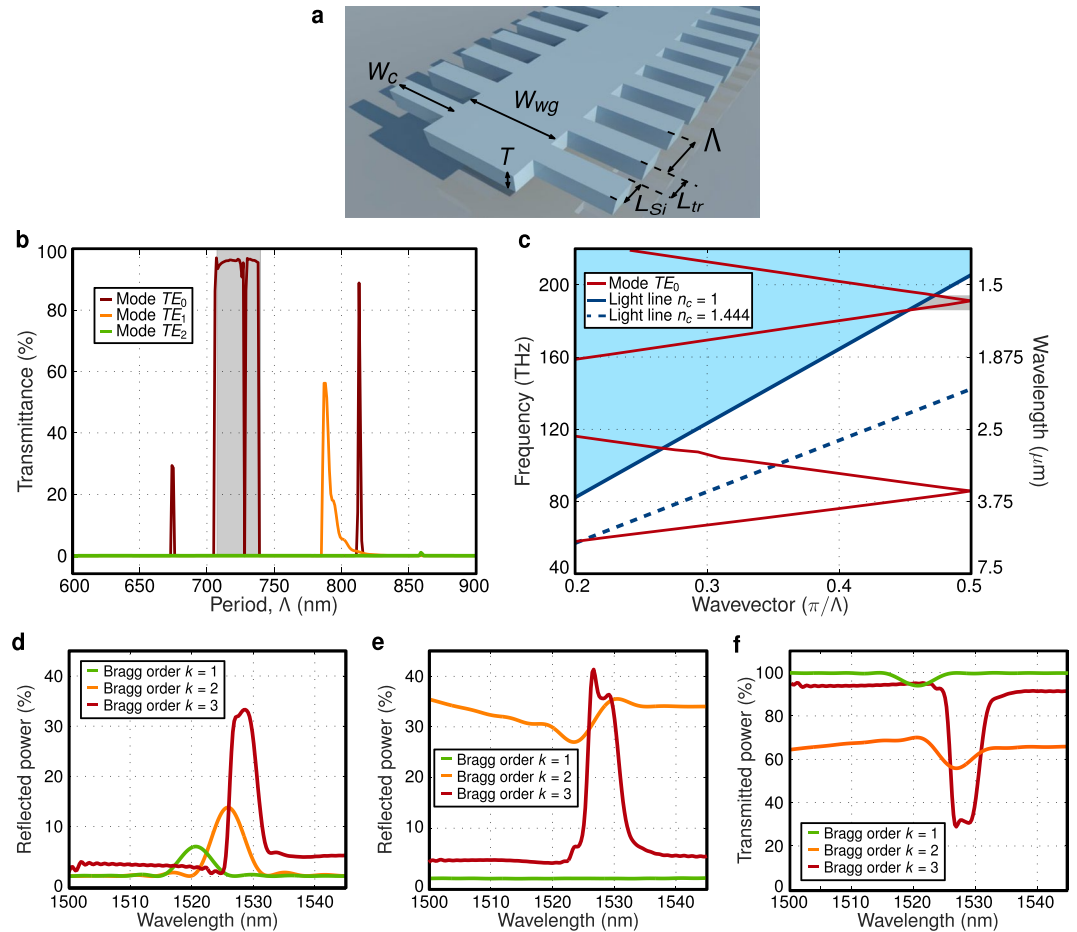 a
W_c
W_wg
T
Λ
L_Si
L_tr
b
100
80
60
40
20
0
Transmittance (%)
Mode TE_0
Mode TE_1
Mode TE_2
600
650
700
750
800
850
900
Period, Λ (nm)
c
200
160
120
80
40
Frequency (THz)
Mode TE_0
Light line n_c = 1
Light line n_c = 1.444
1.5
1.875
2.5
3.75
7.5
Wavelength (μm)
0.2
0.3
0.4
0.5
Wavevector (π/Λ)
d
40
30
20
10
0
Reflected power (%)
Bragg order k = 1
Bragg order k = 2
Bragg order k = 3
1500
1510
1520
1530
1540
Wavelength (nm)
e
40
30
20
10
0
Reflected power (%)
Bragg order k = 1
Bragg order k = 2
Bragg order k = 3
1500
1510
1520
1530
1540
Wavelength (nm)
f
100
80
60
40
20
0
Transmitted power (%)
Bragg order k = 1
Bragg order k = 2
Bragg order k = 3
1500
1510
1520
1530
1540
Wavelength (nm)